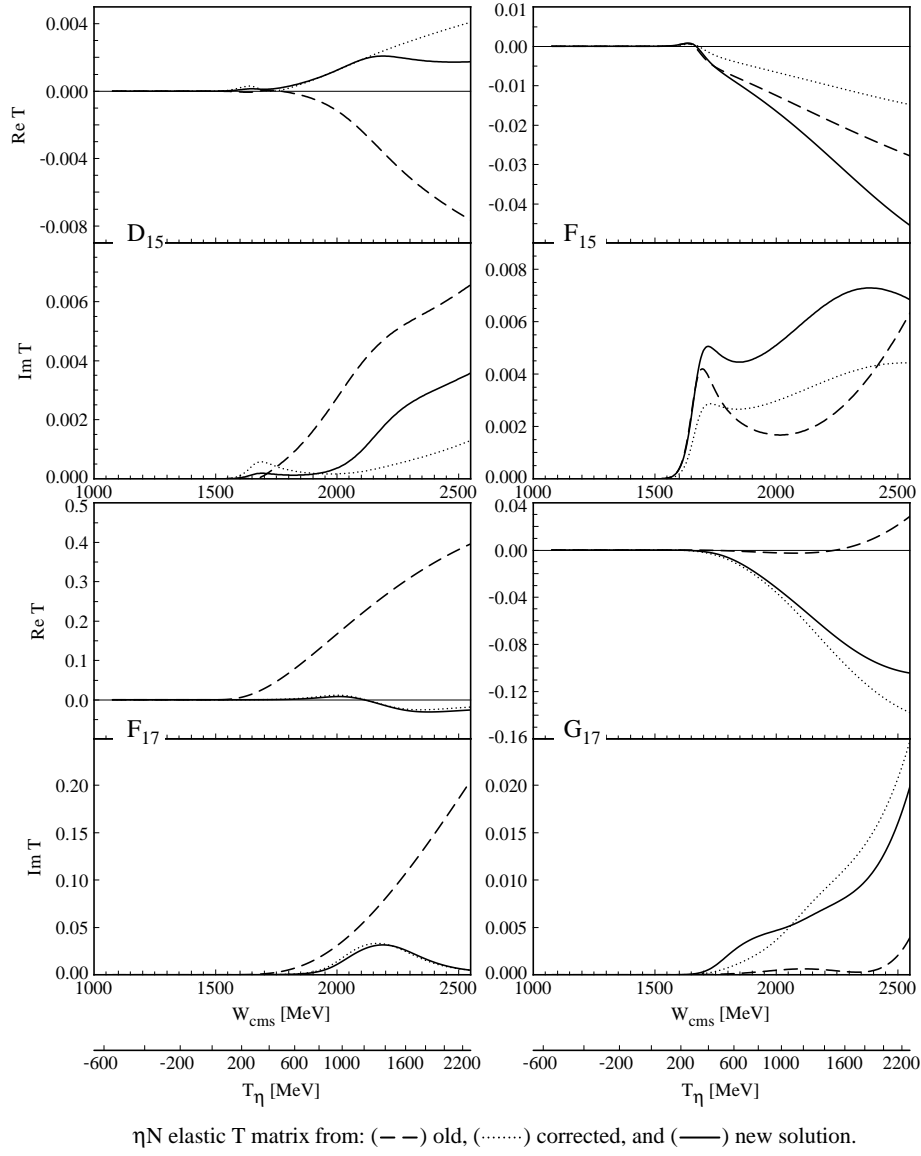 0.004
0.000
-0.004
-0.008
Re T
D15
0.01
0.00
-0.01
-0.02
-0.03
-0.04
F15
0.006
0.004
0.002
0.000
Im T
1000 1500 2000 2500
0.008
0.006
0.004
0.002
0.000
1000 1500 2000 2500
0.5
0.4
0.3
0.2
0.1
0.0
Re T
F17
0.04
0.00
-0.04
-0.08
-0.12
-0.16
G17
0.20
0.15
0.10
0.05
0.00
Im T
1000 1500 2000 2500
Wcms [MeV]
0.020
0.015
0.010
0.005
0.000
1000 1500 2000 2500
Wcms [MeV]
-600 -200 200 600 1000 1600 2200
Tη [MeV]
-600 -200 200 600 1000 1600 2200
Tη [MeV]
ηN elastic T matrix from: (– –) old, (········) corrected, and (——) new solution.